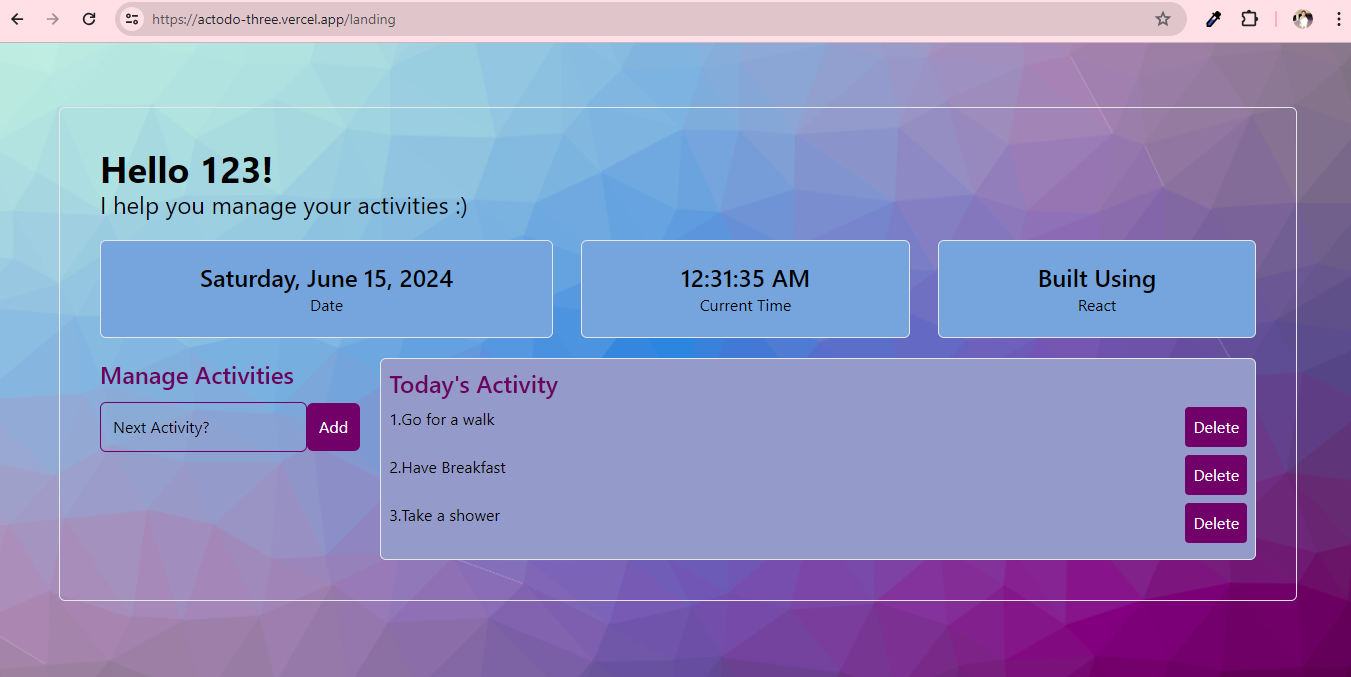 https://actodo-three.vercel.app/landing
Hello 123!
I help you manage your activities :)
Saturday, June 15, 2024
Date
12:31:35 AM
Current Time
Built Using
React
Manage Activities
Next Activity?
Add
Today's Activity
1.Go for a walk
Delete
2.Have Breakfast
Delete
3.Take a shower
Delete